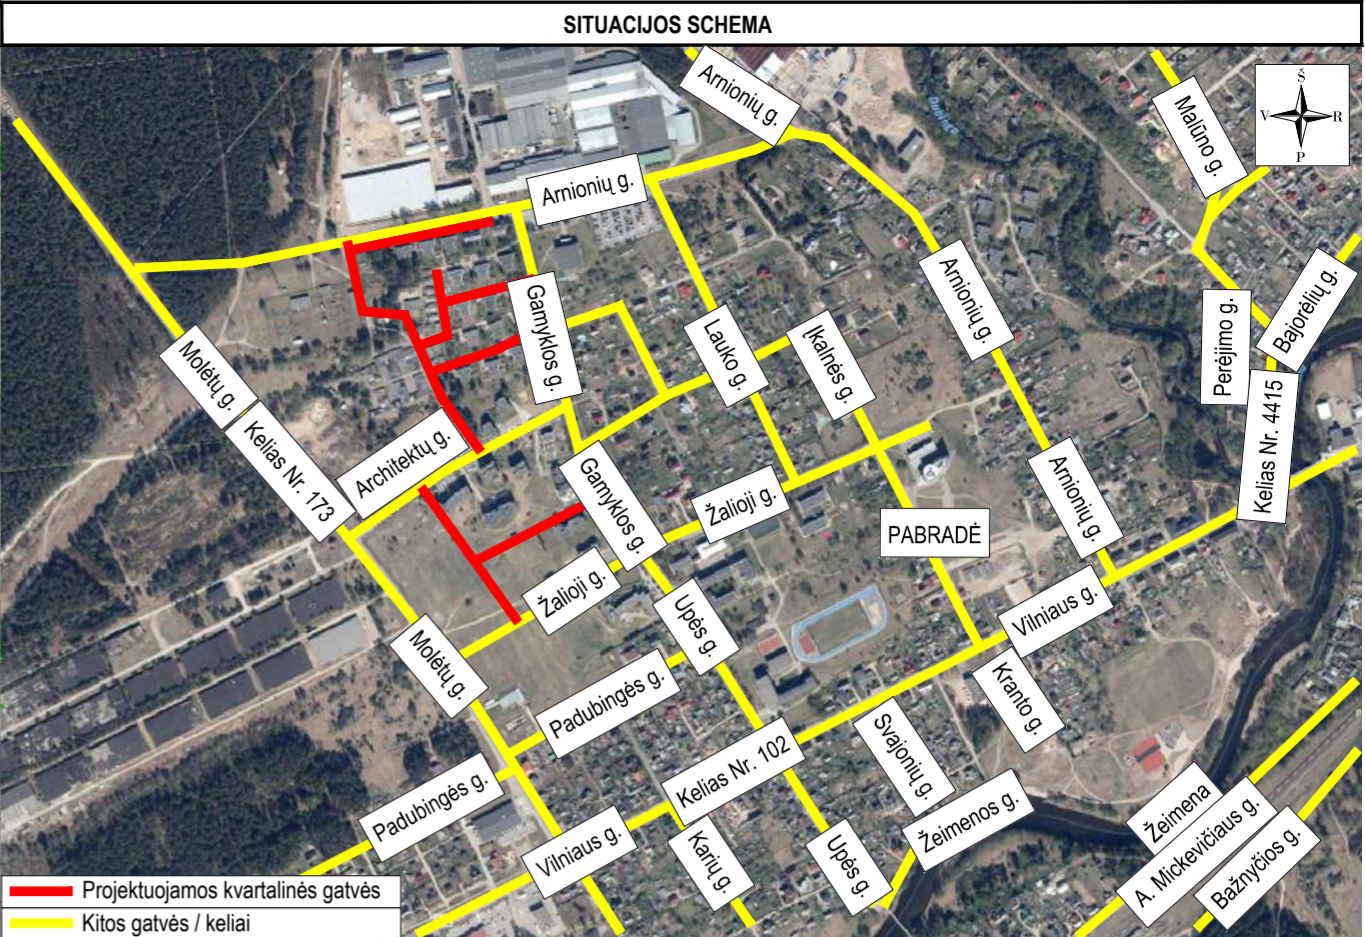 SITUACIJOS SCHEMA
Arnionių g.
Dubinga
Malūno g.
Š
V
R
P
Arnionių g.
Arnionių g.
Gamyklos g.
Lauko g.
Įkalnės g.
Perėjimo g.
Bajorėlių g.
Molėtų g.
Kelias Nr. 173
Architektų g.
Kelias Nr. 4415
Gamyklos g.
Žalioji g.
Arnionių g.
PABRADĖ
Žalioji g.
Upės g.
Vilniaus g.
Molėtų g.
Padubingės g.
Kranto g.
Svajonių g.
Kelias Nr. 102
Padubingės g.
Vilniaus g.
Karių g.
Upės g.
Žeimenos g.
Žeimena
A. Mickevičiaus g.
Bažnyčios g.
Projektuojamos kvartalinės gatvės
Kitos gatvės / keliai